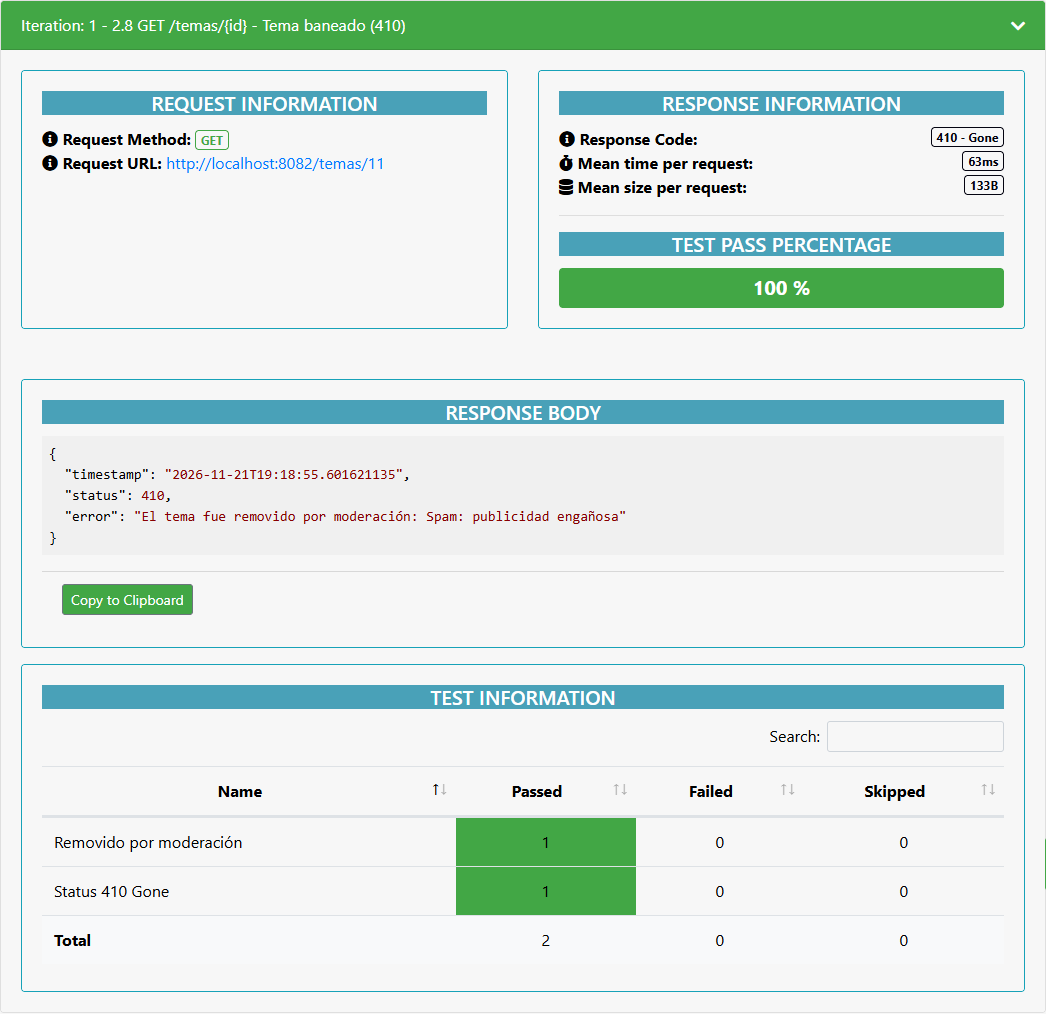 Iteration: 1 - 2.8 GET /temas/{id} - Tema baneado (410)
REQUEST INFORMATION
Request Method: GET
Request URL: http://localhost:8082/temas/11
RESPONSE INFORMATION
Response Code: 410 - Gone
Mean time per request: 63ms
Mean size per request: 133B
TEST PASS PERCENTAGE
100 %
RESPONSE BODY
{
"timestamp": "2026-11-21T19:18:55.601621135",
"status": 410,
"error": "El tema fue removido por moderación: Spam: publicidad engañosa"
}
Copy to Clipboard
TEST INFORMATION
Search:
Name Passed Failed Skipped
Removido por moderación 1 0 0
Status 410 Gone 1 0 0
Total 2 0 0